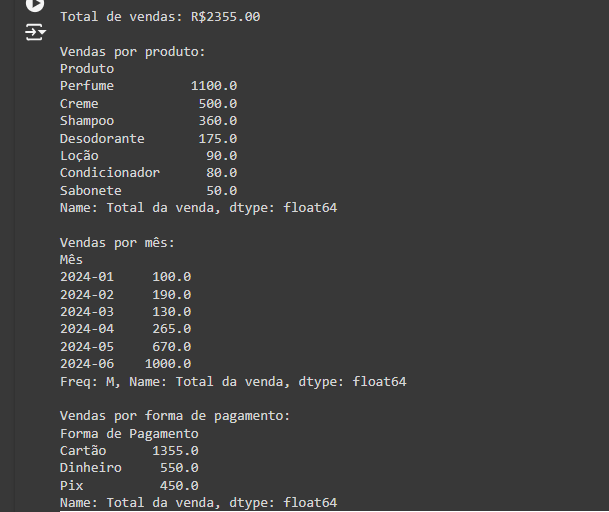 Total de vendas: R$2355.00
Vendas por produto:
Produto
Perfume 1100.0
Creme 500.0
Shampoo 360.0
Desodorante 175.0
Loção 90.0
Condicionador 80.0
Sabonete 50.0
Name: Total da venda, dtype: float64
Vendas por mês:
Mês
2024-01 100.0
2024-02 190.0
2024-03 130.0
2024-04 265.0
2024-05 670.0
2024-06 1000.0
Freq: M, Name: Total da venda, dtype: float64
Vendas por forma de pagamento:
Forma de Pagamento
Cartão 1355.0
Dinheiro 550.0
Pix 450.0
Name: Total da venda, dtype: float64